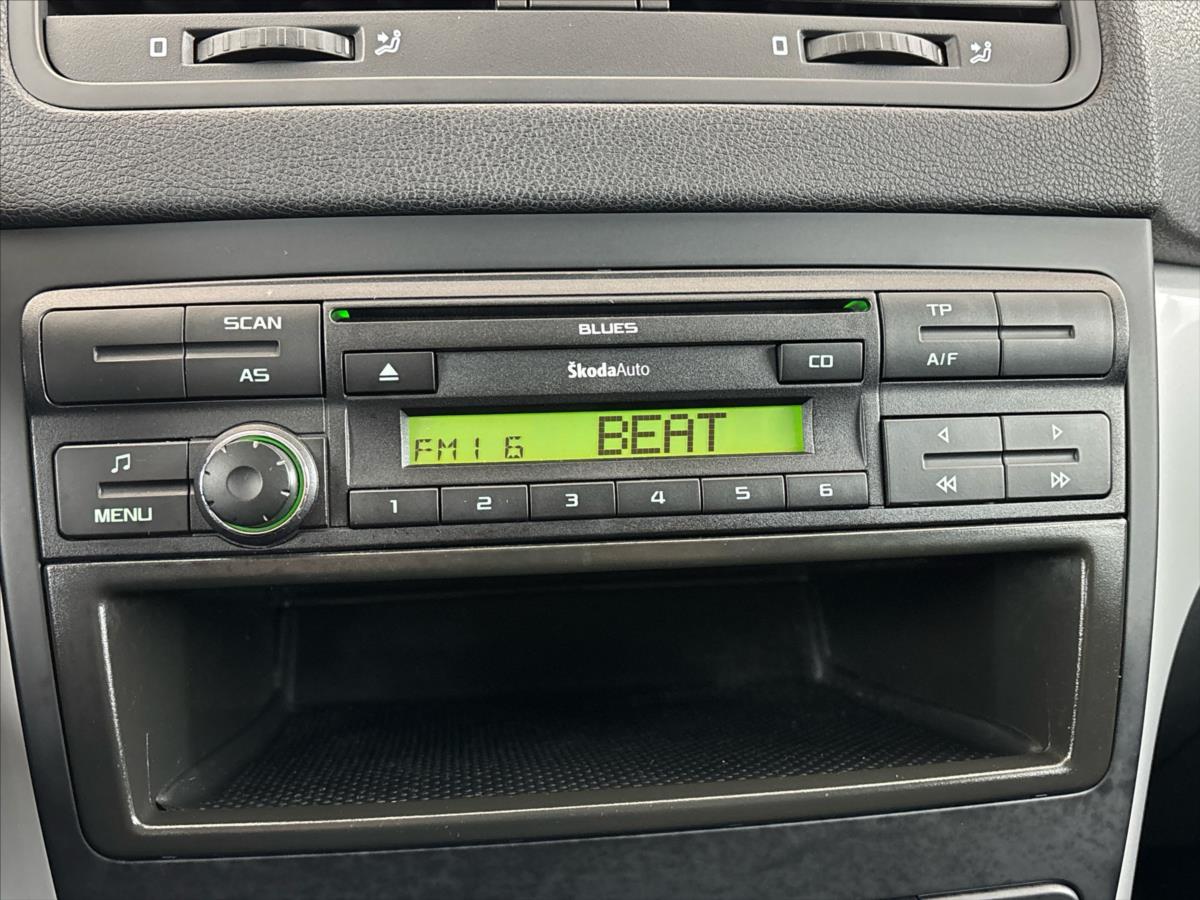 SCAN
AS
BLUES
ŠkodaAuto
CD
TP
A/F
FM1 6 BEAT
MENU
1 2 3 4 5 6